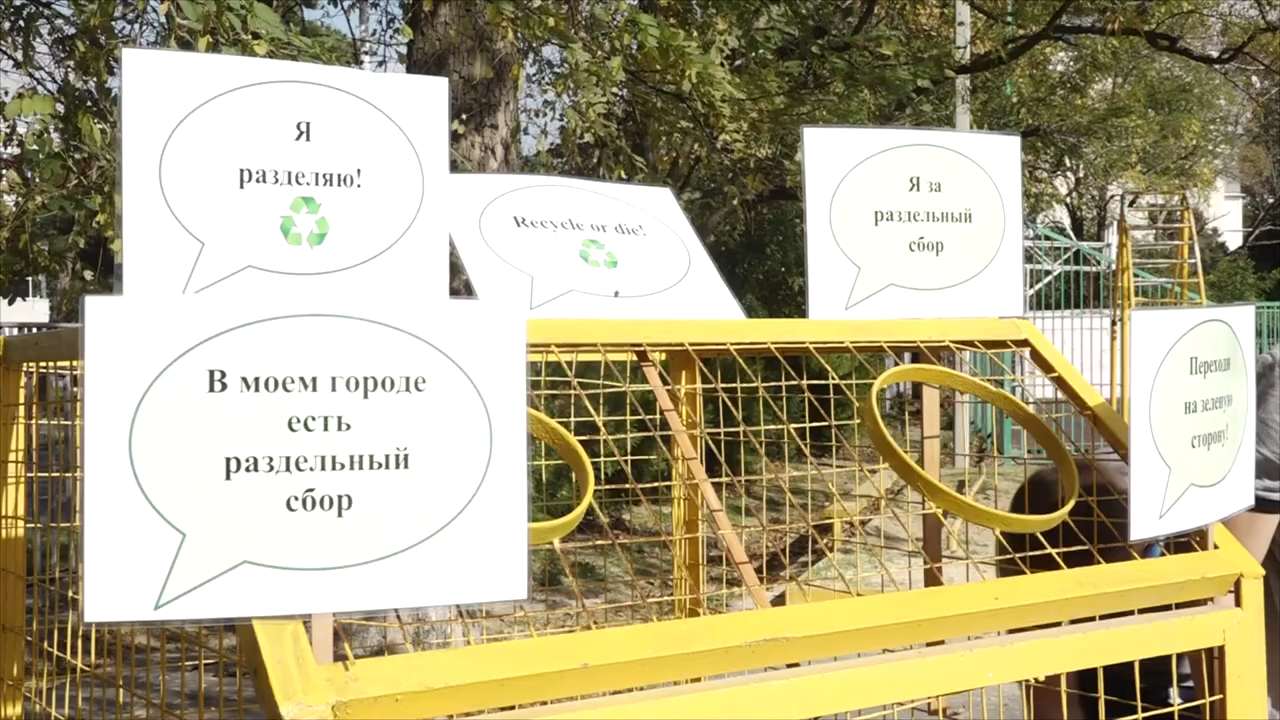 Я
разделяю!
Recycle or die!
Я за
раздельный
сбор
В моем городе
есть
раздельный
сбор
Переходи
на зеленую
сторону!